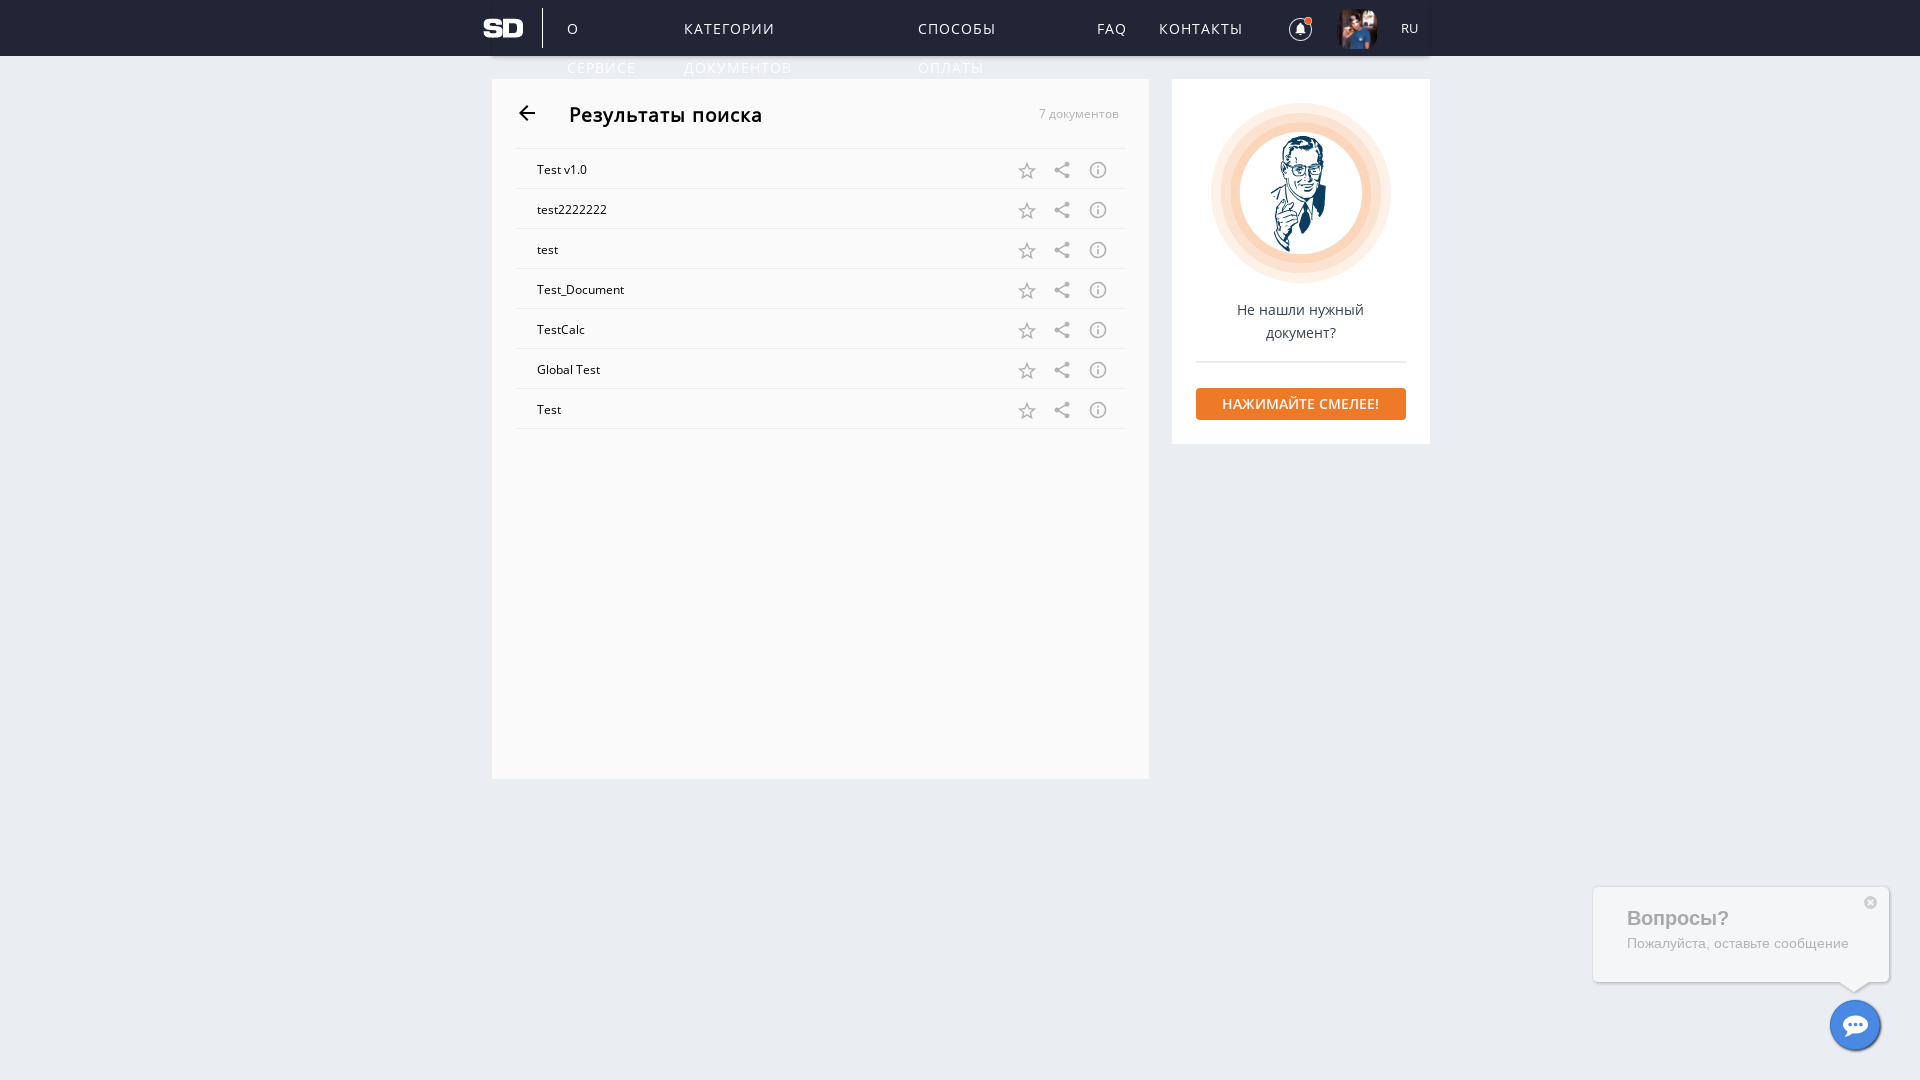 SD
О СЕРВИСЕ
КАТЕГОРИИ ДОКУМЕНТОВ
СПОСОБЫ ОПЛАТЫ
FAQ
КОНТАКТЫ
RU
Результаты поиска
7 документов
Test v1.0
test2222222
test
Test_Document
TestCalc
Global Test
Test
Не нашли нужный
документ?
НАЖИМАЙТЕ СМЕЛЕЕ!
Вопросы?
Пожалуйста, оставьте сообщение